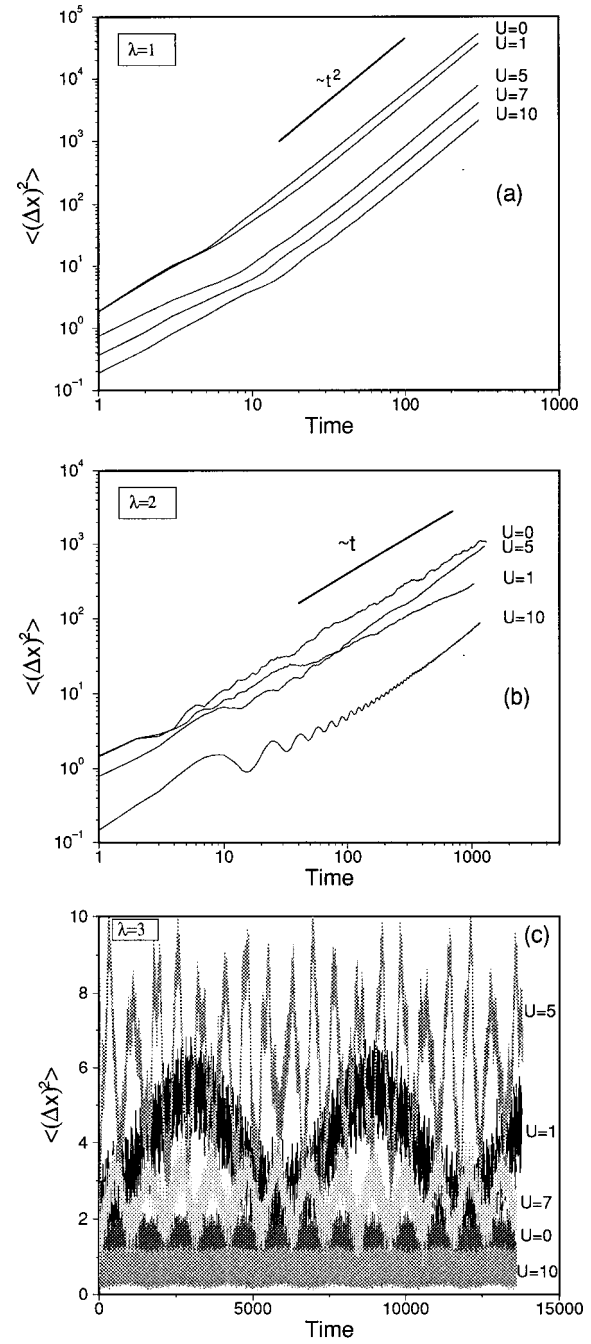 10^5
10^4
10^3
10^2
10^1
10^0
10^-1
<(Δx)^2>
λ=1
~t^2
U=0
U=1
U=5
U=7
U=10
(a)
1
10
100
1000
Time
10^4
10^3
10^2
10^1
10^0
10^-1
<(Δx)^2>
λ=2
~t
U=0
U=5
U=1
U=10
(b)
1
10
100
1000
Time
10
8
6
4
2
0
<(Δx)^2>
λ=3
(c)
U=5
U=1
U=7
U=0
U=10
0
5000
10000
15000
Time